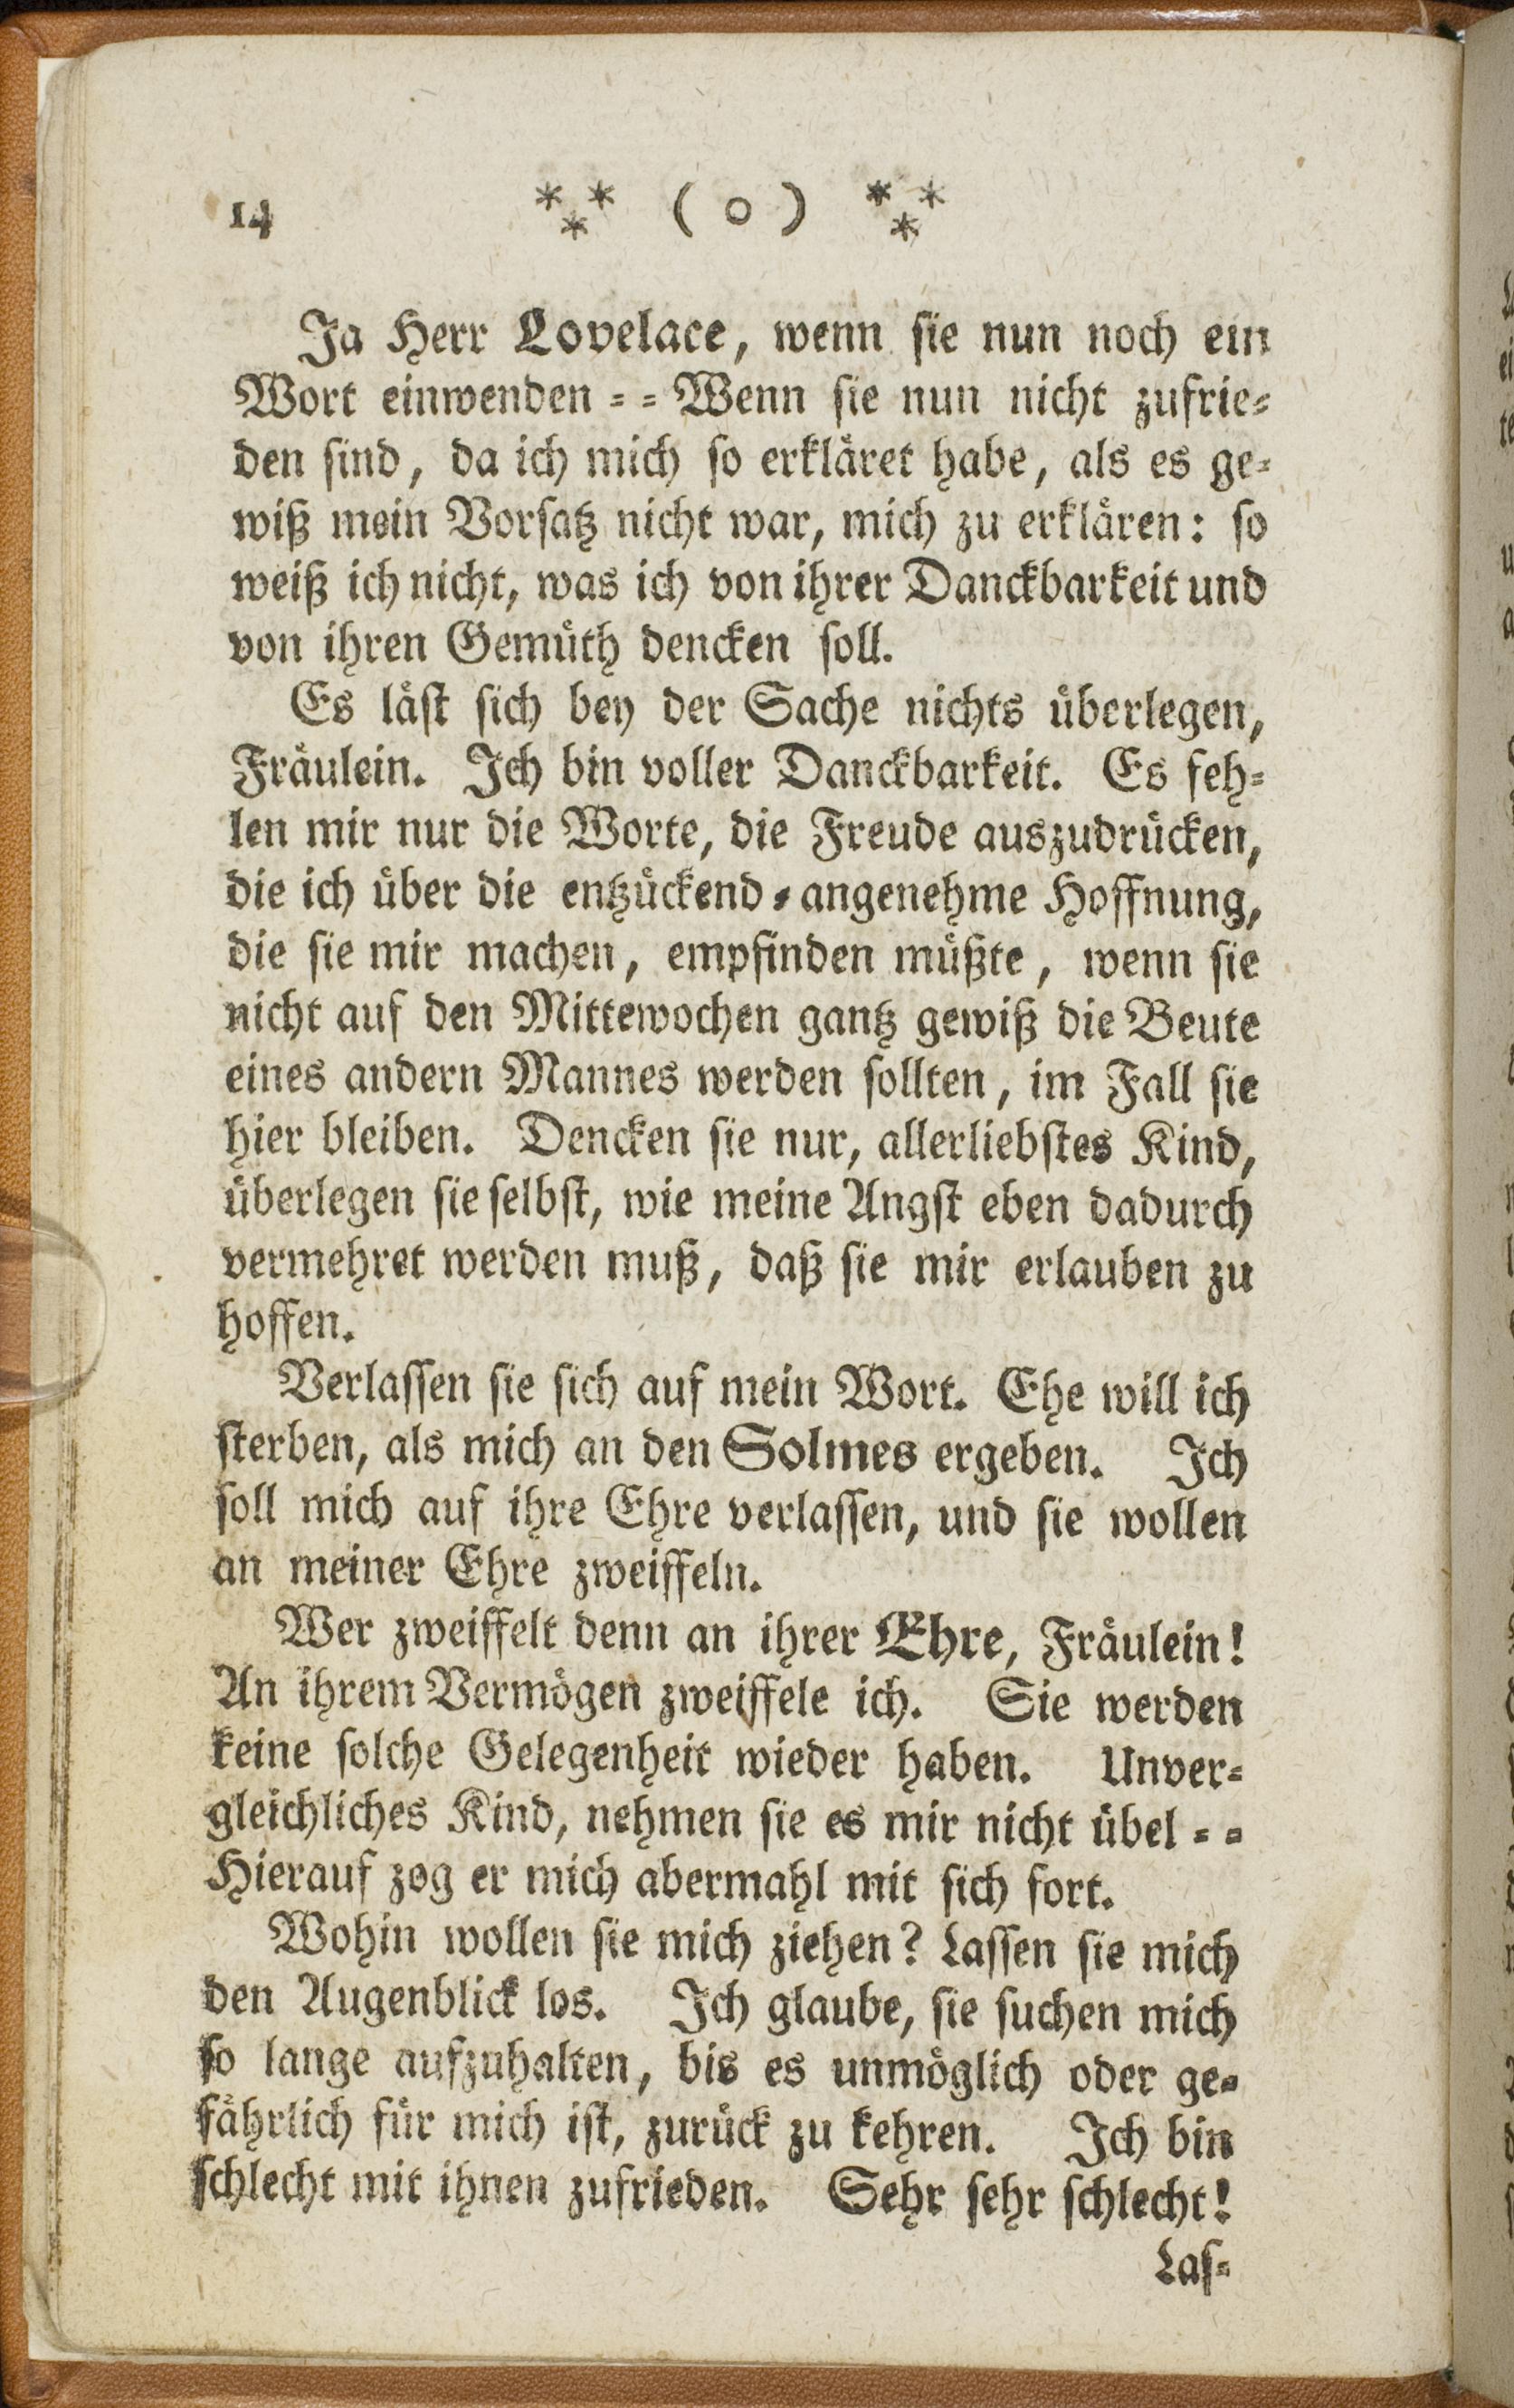 14 *** ( o ) ***
Ja Herr Lovelace, wenn sie nun noch ein
Wort einwenden = = Wenn sie nun nicht zufrie=
den sind, da ich mich so erkläret habe, als es ge=
wiß mein Vorsatz nicht war, mich zu erklären: so
weiß ich nicht, was ich von ihrer Danckbarkeit und
von ihren Gemüth dencken soll.
Es läst sich bey der Sache nichts überlegen,
Fräulein. Ich bin voller Danckbarkeit. Es feh=
len mir nur die Worte, die Freude auszudrücken,
die ich über die entzückend = angenehme Hoffnung,
die sie mir machen, empfinden müßte, wenn sie
nicht auf den Mittewochen gantz gewiß die Beute
eines andern Mannes werden sollten, im Fall sie
hier bleiben. Dencken sie nur, allerliebstes Kind,
überlegen sie selbst, wie meine Angst eben dadurch
vermehret werden muß, daß sie mir erlauben zu
hoffen.
Verlassen sie sich auf mein Wort. Ehe will ich
sterben, als mich an den Solmes ergeben. Ich
soll mich auf ihre Ehre verlassen, und sie wollen
an meiner Ehre zweiffeln.
Wer zweiffelt denn an ihrer Ehre, Fräulein!
An ihrem Vermögen zweiffele ich. Sie werden
keine solche Gelegenheit wieder haben. Unver=
gleichliches Kind, nehmen sie es mir nicht übel = =
Hierauf zog er mich abermahl mit sich fort.
Wohin wollen sie mich ziehen? Lassen sie mich
den Augenblick los. Ich glaube, sie suchen mich
so lange aufzuhalten, bis es unmöglich oder ge=
fährlich für mich ist, zurück zu kehren. Ich bin
schlecht mit ihnen zufrieden. Sehr sehr schlecht!
Las=